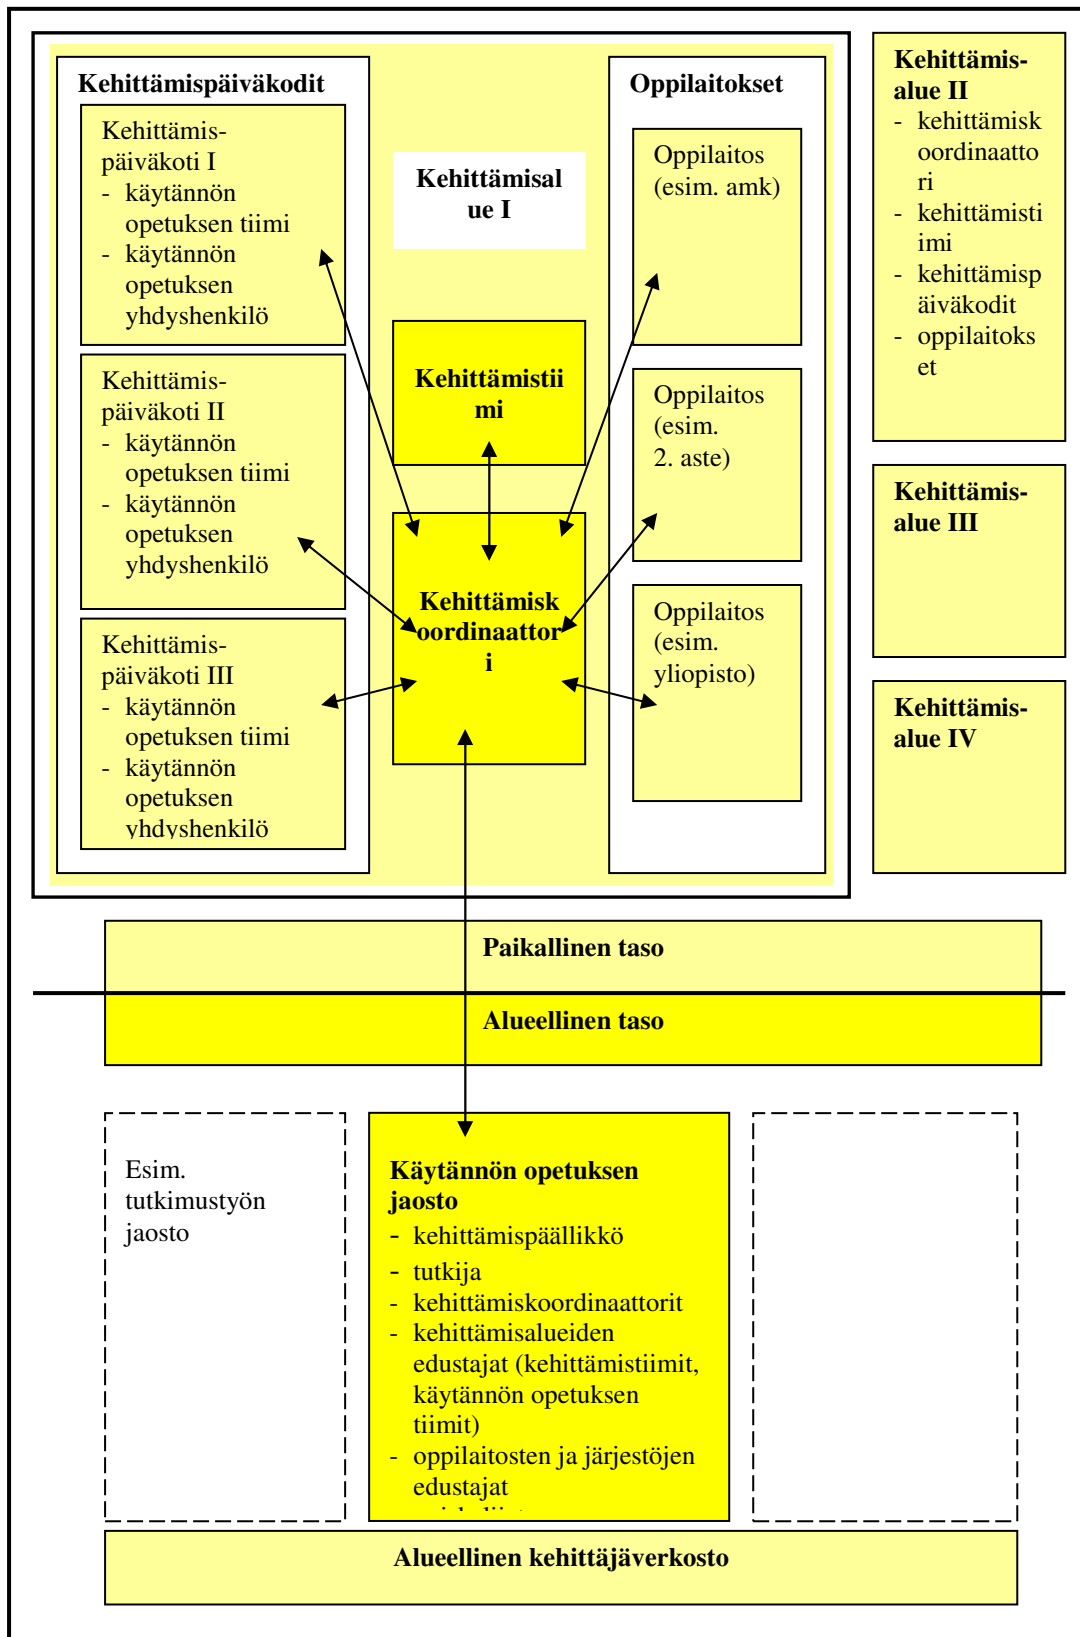 Kehittämispäiväkodit
Kehittämis-
päiväkoti I
- käytännön
opetuksen tiimi
- käytännön
opetuksen
yhdyshenkilö
Kehittämis-
päiväkoti II
- käytännön
opetuksen tiimi
- käytännön
opetuksen
yhdyshenkilö
Kehittämis-
päiväkoti III
- käytännön
opetuksen tiimi
- käytännön
opetuksen
yhdyshenkilö
Kehittämisal
ue I
Kehittämistii
mi
Kehittämisk
oordinaattor
i
Oppilaitokset
Oppilaitos
(esim. amk)
Oppilaitos
(esim.
2. aste)
Oppilaitos
(esim.
yliopisto)
Kehittämis-
alue II
- kehittämisk
oordinaatto
ri
- kehittämisti
imi
- kehittämisp
äiväkodit
- oppilaitoks
et
Kehittämis-
alue III
Kehittämis-
alue IV
Paikallinen taso
Alueellinen taso
Esim.
tutkimustyön
jaosto
Käytännön opetuksen
jaosto
- kehittämispäällikkö
- tutkija
- kehittämiskoordinaattorit
- kehittämisalueiden
edustajat (kehittämistiimit,
käytännön opetuksen
tiimit)
- oppilaitosten ja järjestöjen
edustajat
Alueellinen kehittäjäverkosto